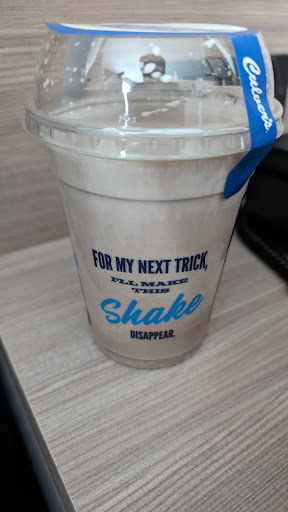 Culver's
FOR MY NEXT TRICK,
I'LL MAKE
THIS
Shake
DISAPPEAR.